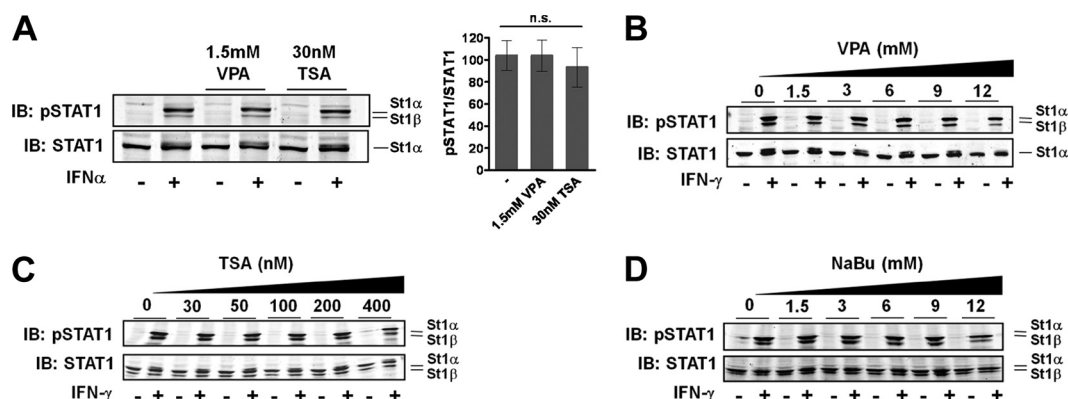 A
1.5mM VPA
30nM TSA
IB: pSTAT1
St1α
St1β
IB: STAT1
St1α
IFNα - + - + - +
n.s.
pSTAT1/STAT1
120
100
80
60
40
20
0
-
1.5mM VPA
30nM TSA
B
VPA (mM)
0 1.5 3 6 9 12
IB: pSTAT1
St1α
St1β
IB: STAT1
St1α
IFN-γ - + - + - + - + - + - +
C
TSA (nM)
0 30 50 100 200 400
IB: pSTAT1
St1α
St1β
IB: STAT1
St1α
St1β
IFN-γ - + - + - + - + - + - +
D
NaBu (mM)
0 1.5 3 6 9 12
IB: pSTAT1
St1α
St1β
IB: STAT1
St1α
St1β
IFN-γ - + - + - + - + - + - +